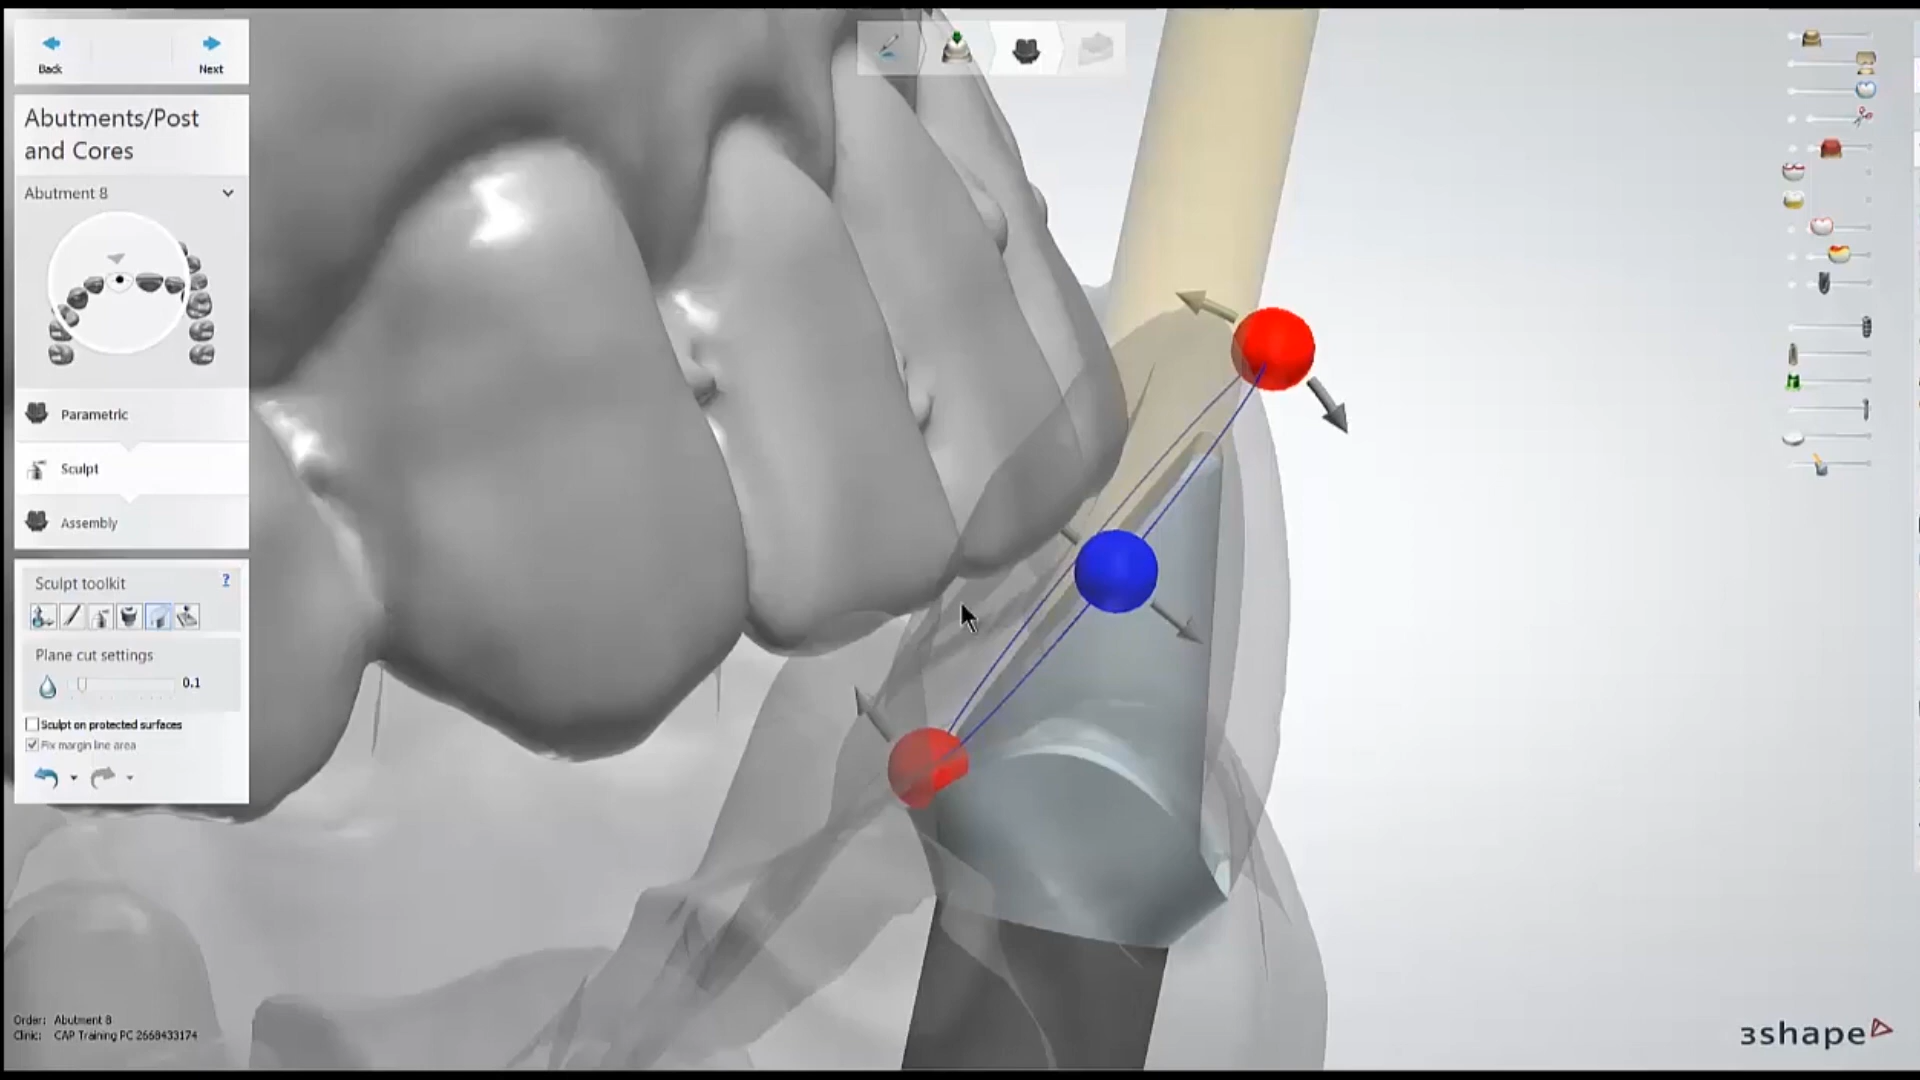 Back
Next
Abutments/Post
and Cores
Abutment 8
Parametric
Sculpt
Assembly
Sculpt toolkit
?
Plane cut settings
0.1
Sculpt on protected surfaces
Fix margin line area
Order: Abutment 8
Clinic: CAP Training PC 2668433174
3shape